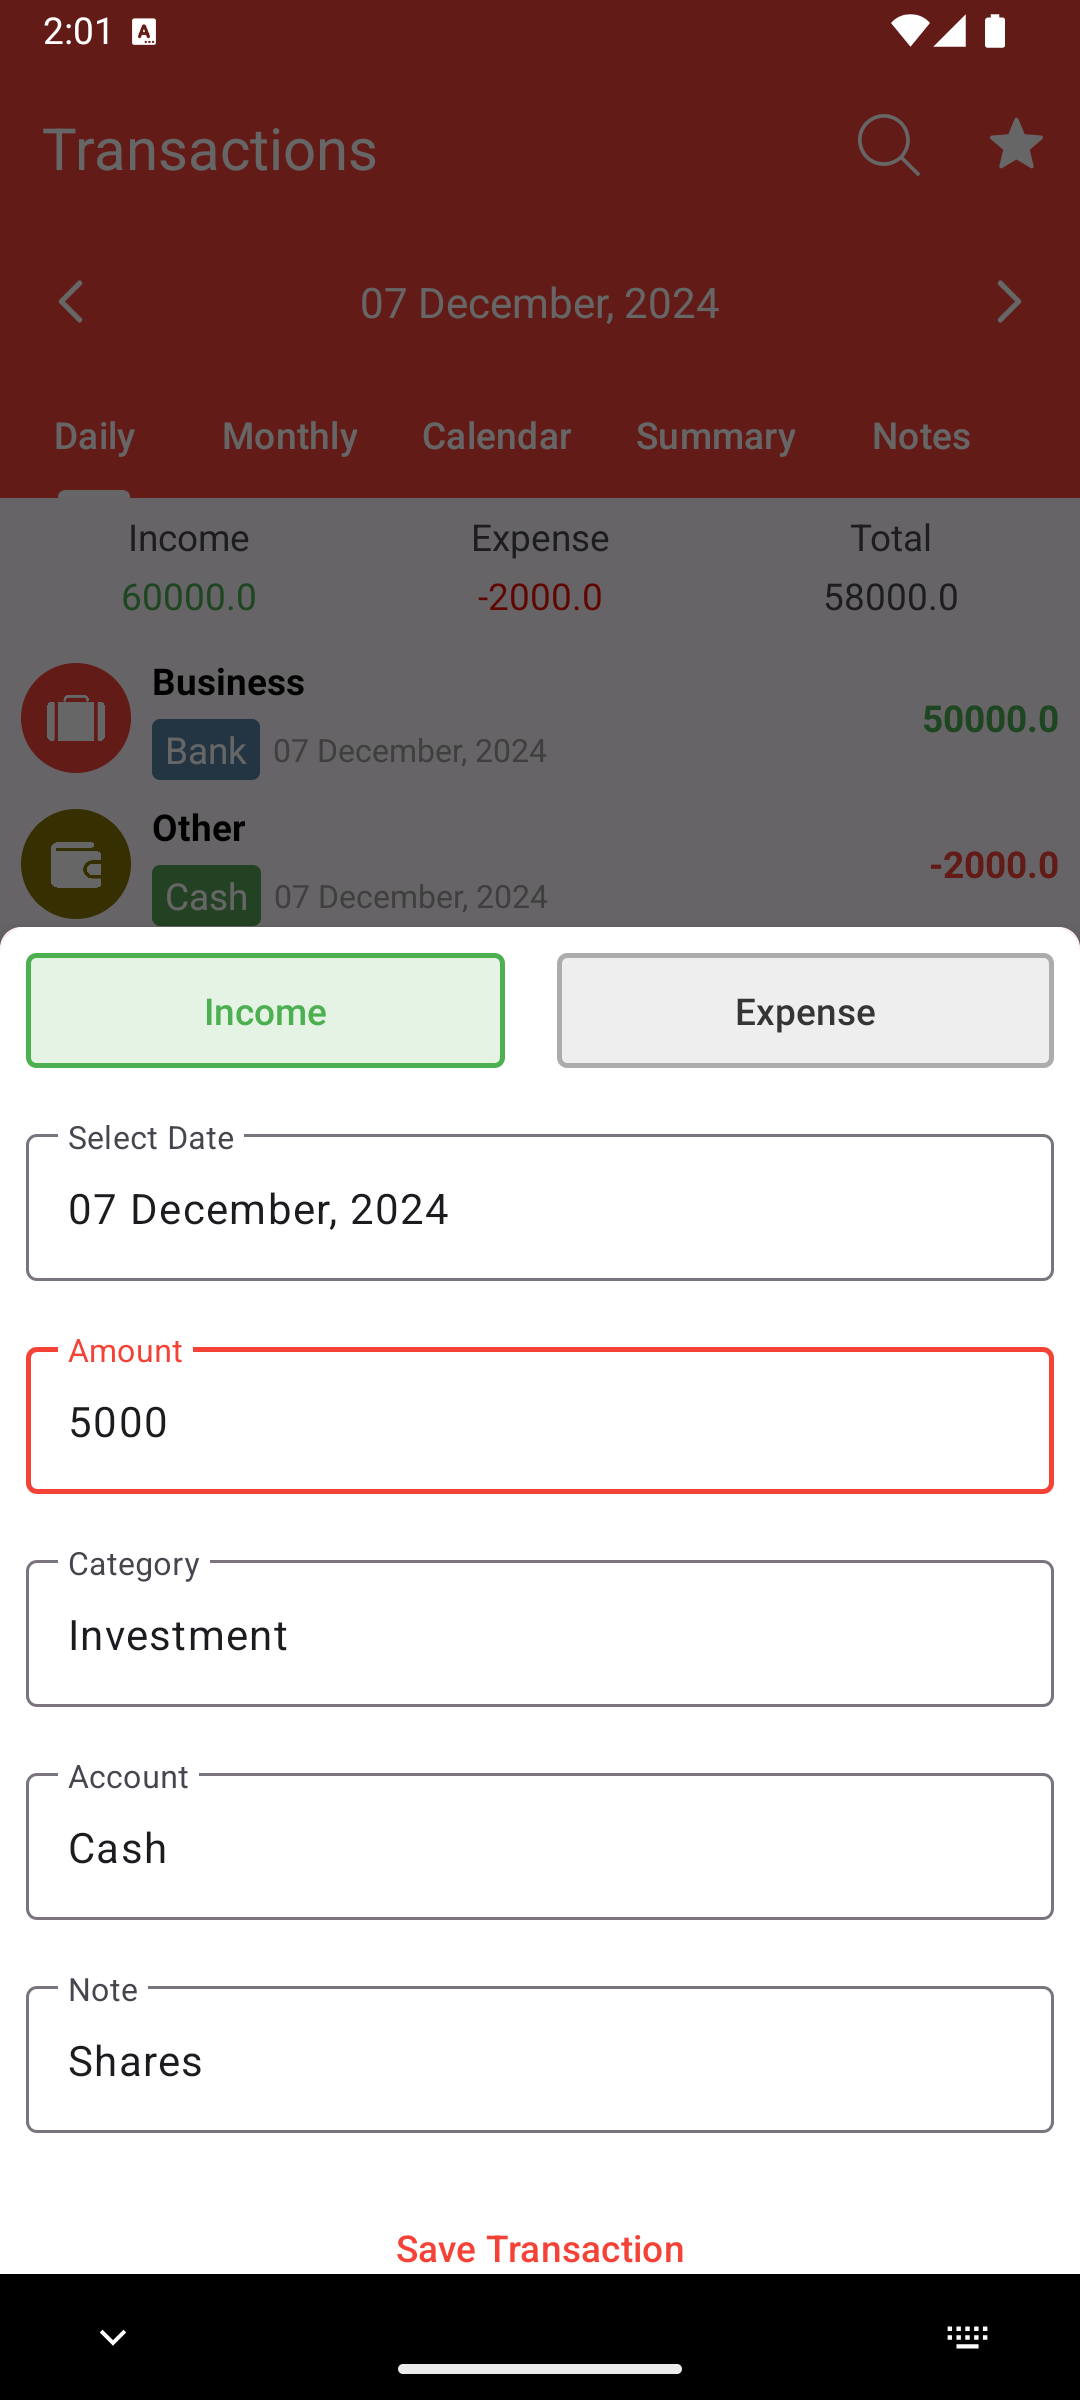 2:01
Transactions
07 December, 2024
Daily Monthly Calendar Summary Notes
Income Expense Total
60000.0 -2000.0 58000.0
Business
50000.0
Bank 07 December, 2024
Other
-2000.0
Cash 07 December, 2024
Income Expense
Select Date
07 December, 2024
Amount
5000
Category
Investment
Account
Cash
Note
Shares
Save Transaction